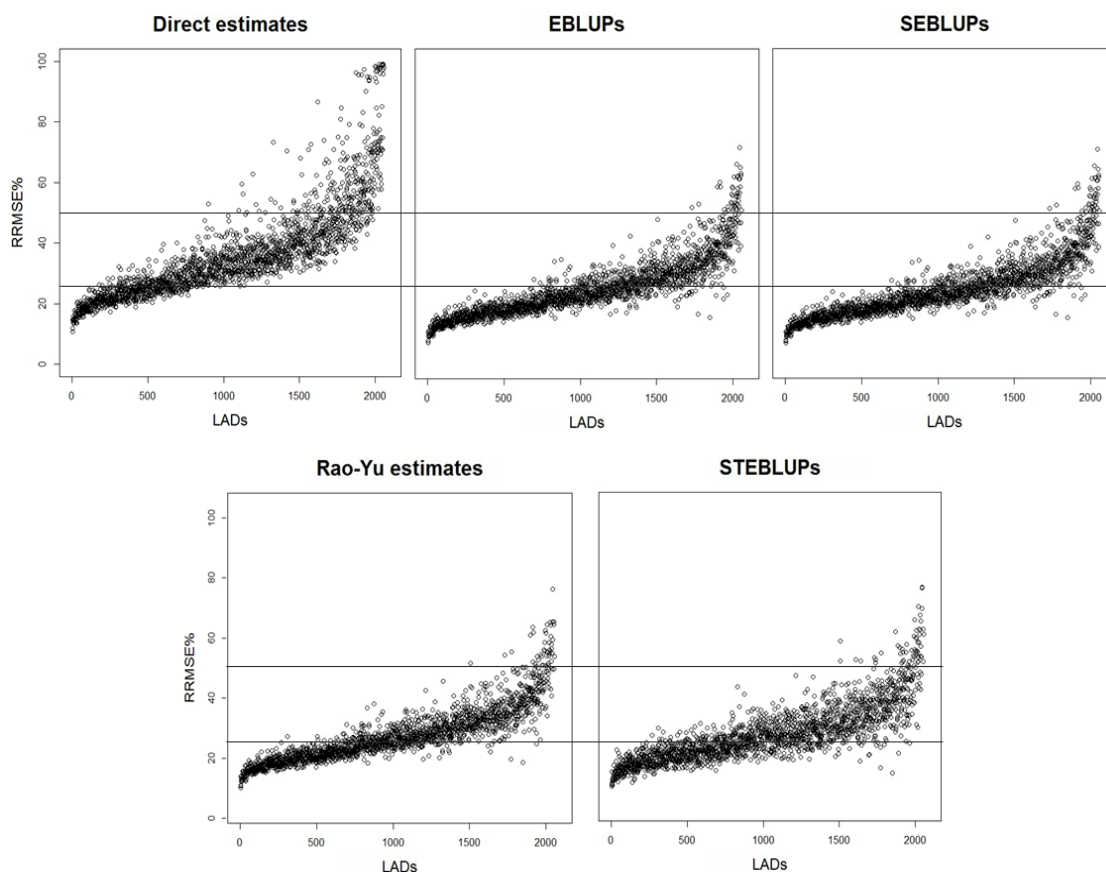 Direct estimates EBLUPs SEBLUPs
100
80
60
40
20
0
RRMSE%
0 500 1000 1500 2000 0 500 1000 1500 2000 0 500 1000 1500 2000
LADs LADs LADs
Rao-Yu estimates STEBLUPs
100
80
60
40
20
0
RRMSE%
0 500 1000 1500 2000 0 500 1000 1500 2000
LADs LADs